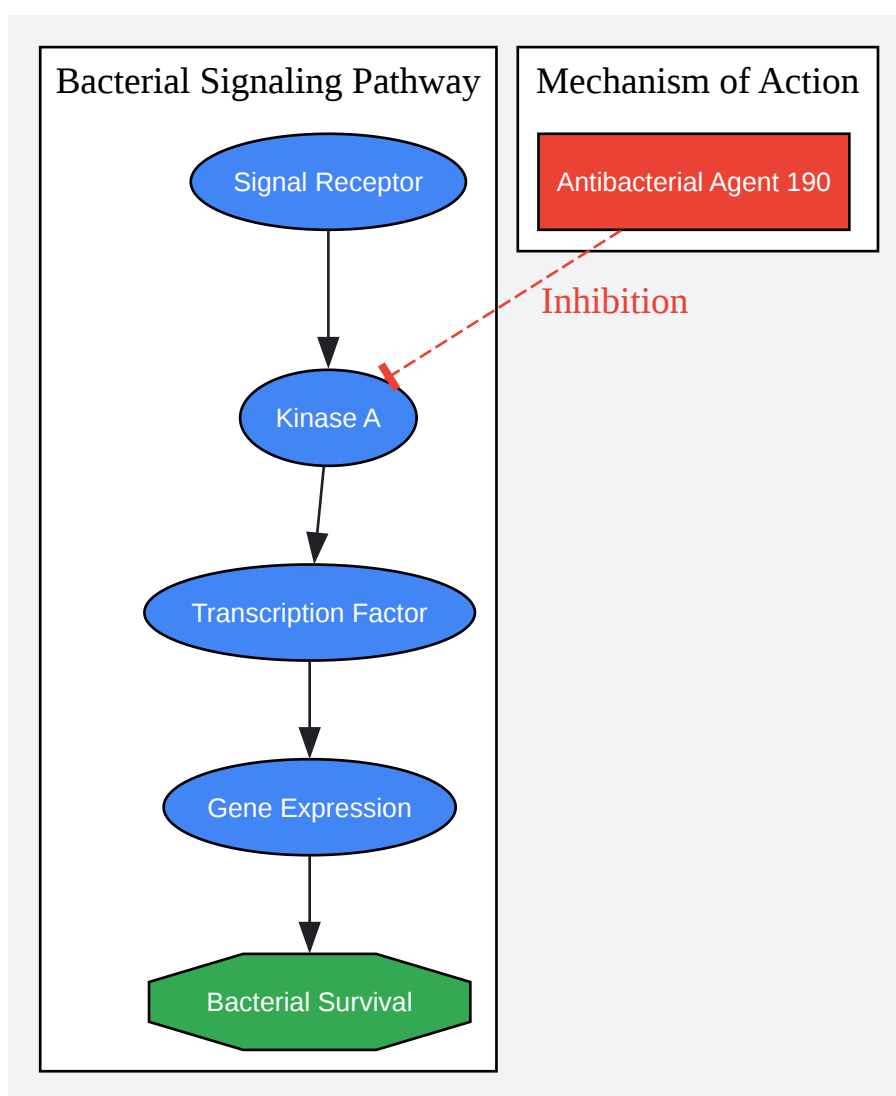 Bacterial Signaling Pathway
Signal Receptor
Kinase A
Transcription Factor
Gene Expression
Bacterial Survival
Mechanism of Action
Antibacterial Agent 190
Inhibition